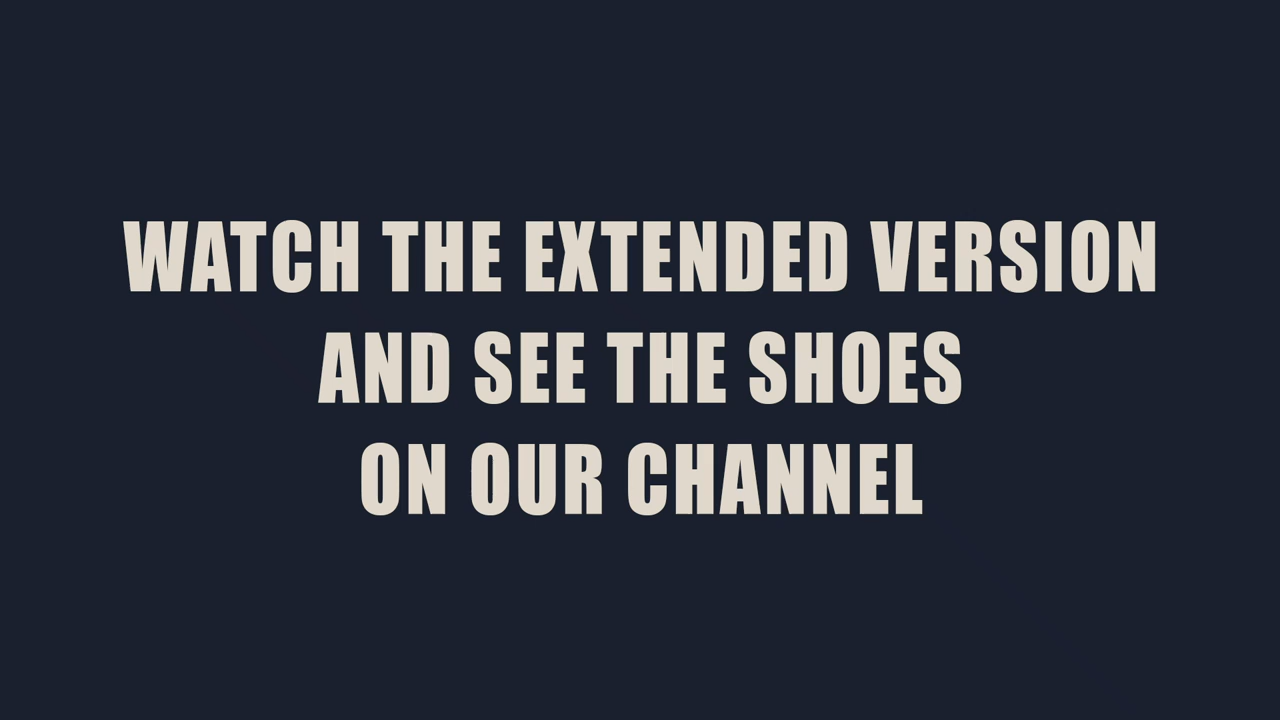 WATCH THE EXTENDED VERSION
AND SEE THE SHOES
ON OUR CHANNEL